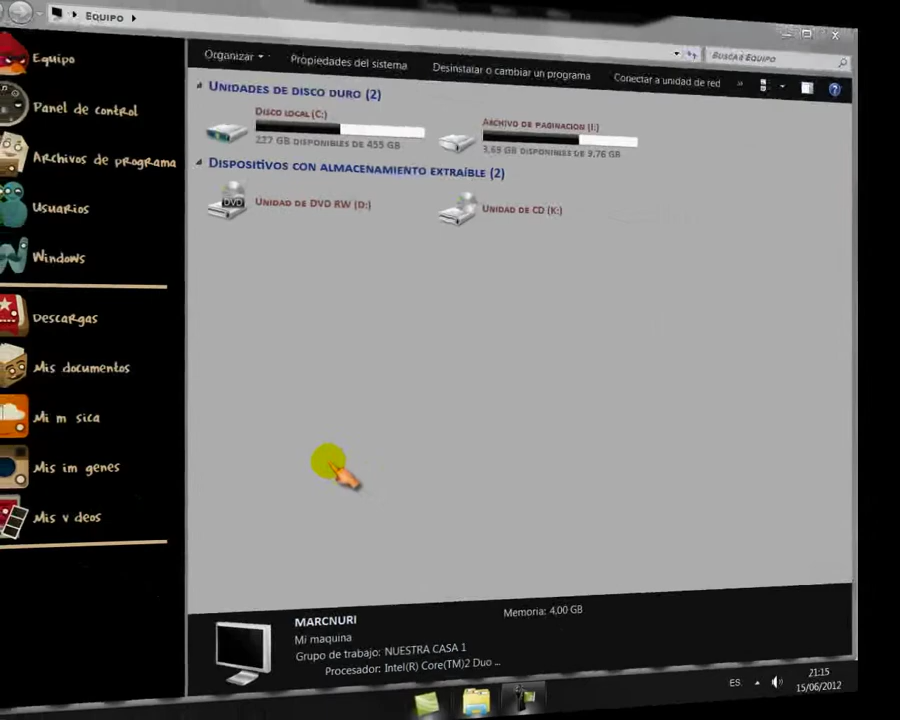 Equipo
Buscar Equipo
Organizar
Propiedades del sistema
Desinstalar o cambiar un programa
Conectar a unidad de red
»
Equipo
Panel de control
Archivos de programa
Usuarios
Windows
Descargas
Mis documentos
Mi m sica
Mis im genes
Mis v deos
Unidades de disco duro (2)
Disco local (C:)
227 GB disponibles de 455 GB
Archivo de paginacion (I:)
3,69 GB disponibles de 9,76 GB
Dispositivos con almacenamiento extraíble (2)
DVD
Unidad de DVD RW (D:)
Unidad de CD (K:)
MARCNURI
Mi maquina
Grupo de trabajo: NUESTRA CASA 1
Procesador: Intel(R) Core(TM)2 Duo ...
Memoria: 4,00 GB
ES
21:15
15/06/2012